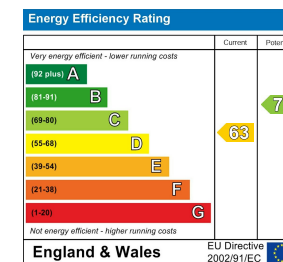 Energy Efficiency Rating
Current
Very energy efficient - lower running costs
(92 plus) A
(81-91) B
(69-80) C
(55-68) D
63
(39-54) E
(21-38) F
(1-20) G
Not energy efficient - higher running costs
England & Wales
EU Directive
2002/91/EC